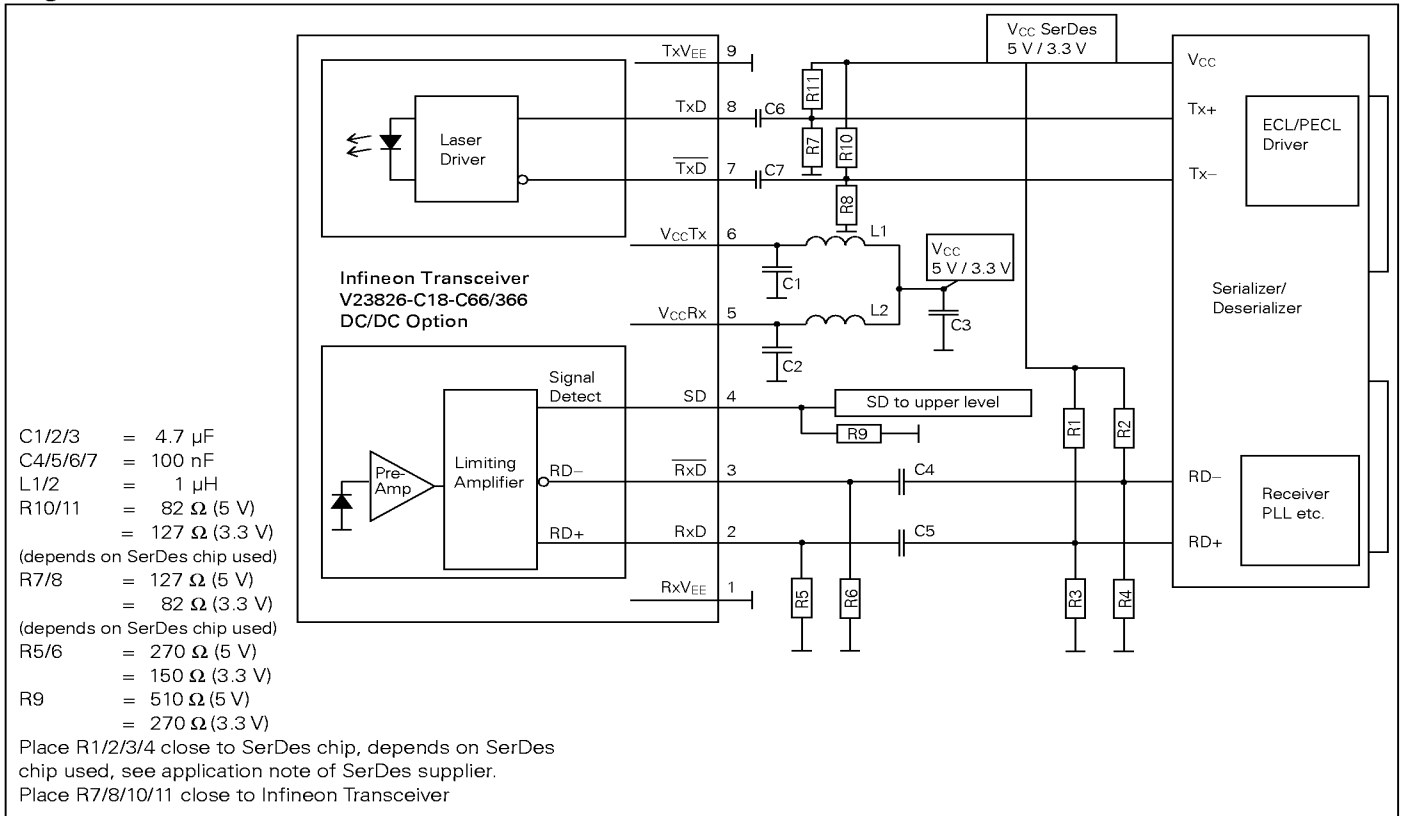 VCC SerDes
5 V / 3.3 V
TxVEE 9
VCC
R11
TxD 8 C6
Tx+
ECL/PECL
Driver
Laser
Driver
R7
R10
TxD 7 C7
Tx−
R8
VCCTx 6
L1
VCC
5 V / 3.3 V
C1
Infineon Transceiver
V23826-C18-C66/366
DC/DC Option
Serializer/
Deserializer
VCCRx 5
L2
C3
C2
Signal
Detect
SD 4
SD to upper level
R9
R1
R2
C1/2/3 = 4.7 µF
C4/5/6/7 = 100 nF
L1/2 = 1 µH
R10/11 = 82 Ω (5 V)
= 127 Ω (3.3 V)
(depends on SerDes chip used)
R7/8 = 127 Ω (5 V)
= 82 Ω (3.3 V)
(depends on SerDes chip used)
R5/6 = 270 Ω (5 V)
= 150 Ω (3.3 V)
R9 = 510 Ω (5 V)
= 270 Ω (3.3 V)
Pre-
Amp
Limiting
Amplifier
RD−
RxD 3
C4
RD−
Receiver
PLL etc.
RD+
RxD 2
C5
RD+
RxVEE 1
R5
R6
R3
R4
Place R1/2/3/4 close to SerDes chip, depends on SerDes
chip used, see application note of SerDes supplier.
Place R7/8/10/11 close to Infineon Transceiver